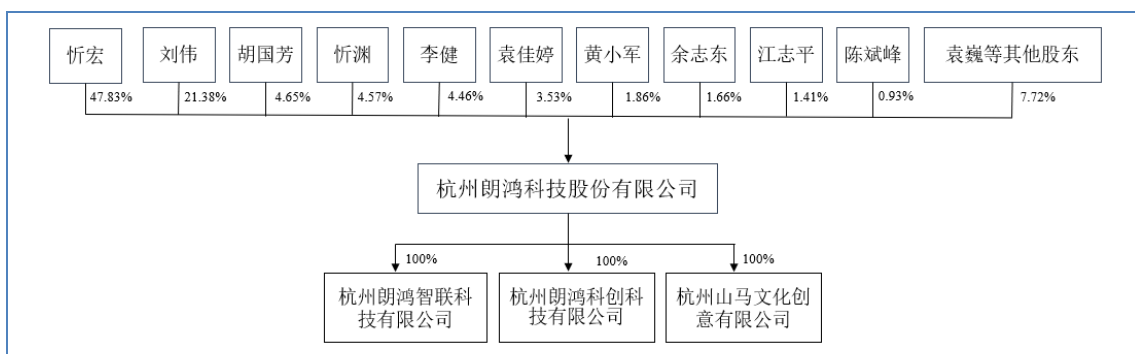 忻宏
刘伟
胡国芳
忻渊
李健
袁佳婷
黄小军
余志东
江志平
陈斌峰
袁巍等其他股东
47.83%
21.38%
4.65%
4.57%
4.46%
3.53%
1.86%
1.66%
1.41%
0.93%
7.72%
杭州朗鸿科技股份有限公司
100%
100%
100%
杭州朗鸿智联科
技有限公司
杭州朗鸿科创科
技有限公司
杭州山马文化创
意有限公司